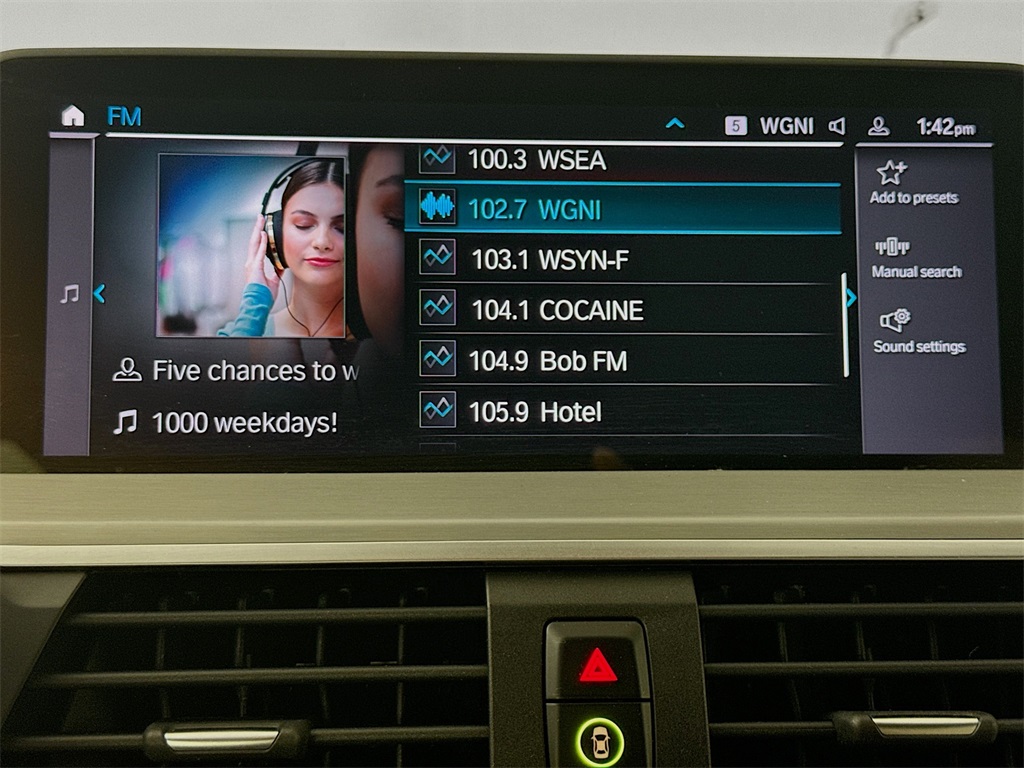 FM
5 WGNI 1:42pm
100.3 WSEA
102.7 WGNI
103.1 WSYN-F
104.1 COCAINE
104.9 Bob FM
105.9 Hotel
Five chances to w
1000 weekdays!
Add to presets
Manual search
Sound settings